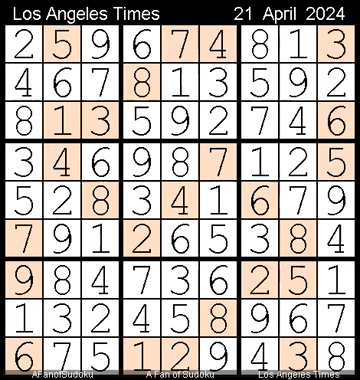 Los Angeles Times 21 April 2024
2 5 9 6 7 4 8 1 3
4 6 7 8 1 3 5 9 2
8 1 3 5 9 2 7 4 6
3 4 6 9 8 7 1 2 5
5 2 8 3 4 1 6 7 9
7 9 1 2 6 5 3 8 4
9 8 4 7 3 6 2 5 1
1 3 2 4 5 8 9 6 7
6 7 5 1 2 9 4 3 8
AFanofSudoku A Fan of Sudoku Los Angeles Times